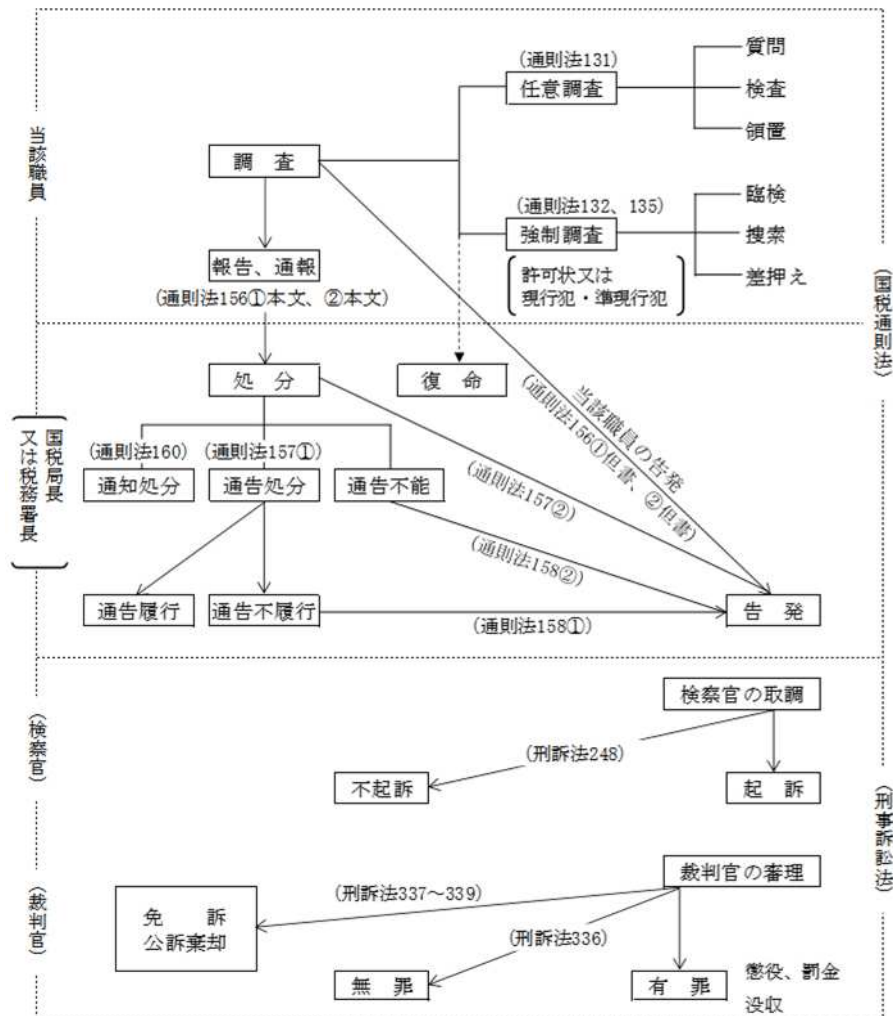 当該職員
(通則法131)
任意調査
質問
検査
領置
調 査
(通則法132、135)
強制調査
許可状又は
現行犯・準現行犯
臨検
捜索
差押え
報告、通報
(通則法156①本文、②本文)
(国税通則法)
国税局長
又は税務署長
処 分
復 命
当該職員の告発
(通則法156①但書、②但書)
(通則法160)
(通則法157①)
通知処分
通告処分
通告不能
(通則法157②)
(通則法158②)
通告履行
通告不履行
(通則法158①)
告 発
(検察官)
検察官の取調
(刑訴法248)
不起訴
起 訴
(刑事訴訟法)
(裁判官)
裁判官の審理
(刑訴法337~339)
免 訴
公訴棄却
(刑訴法336)
無 罪
有 罪
懲役、罰金
没収